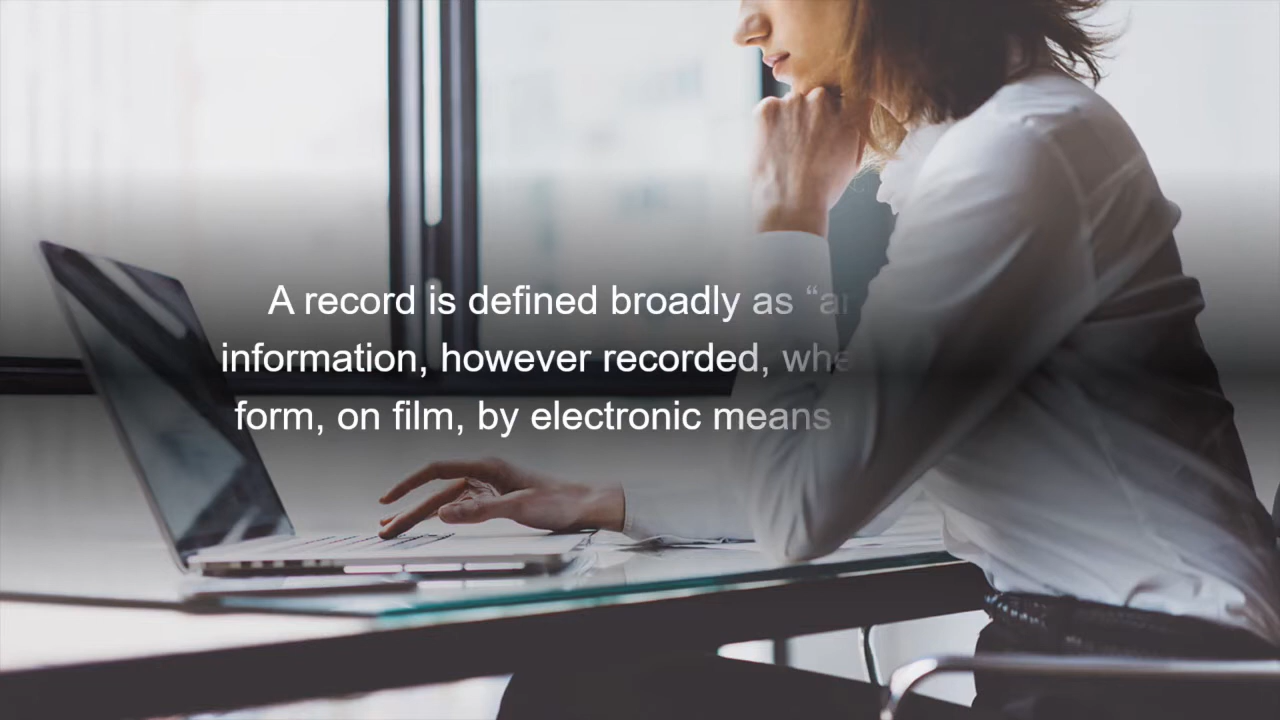 A record is defined broadly as
information, however recorded,
form, on film, by electronic means